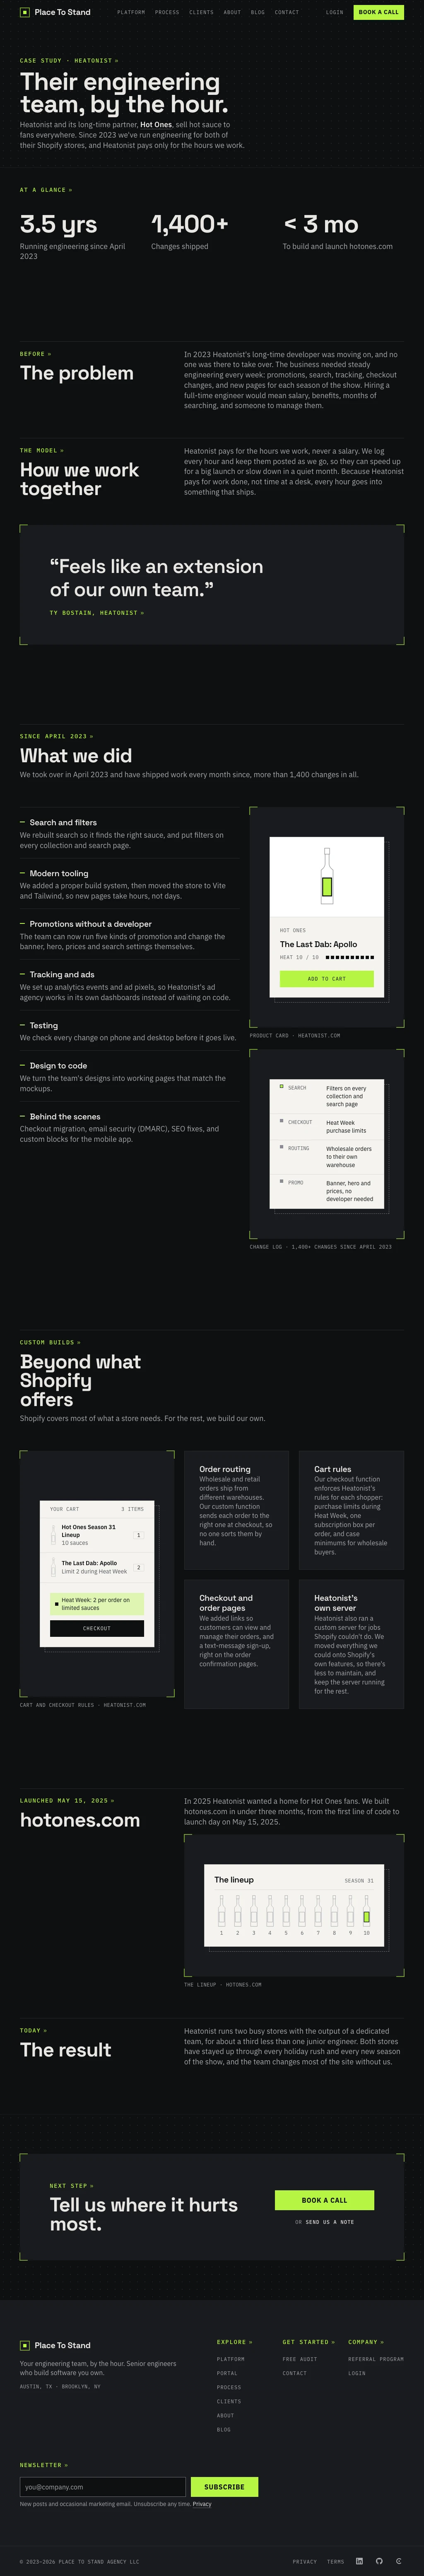 Place To Stand
PLATFORM PROCESS CLIENTS ABOUT BLOG CONTACT LOGIN BOOK A CALL
CASE STUDY · HEATONIST »
Their engineering
team, by the hour.
Heatonist and its long-time partner, Hot Ones, sell hot sauce to
fans everywhere. Since 2023 we've run engineering for both of
their Shopify stores, and Heatonist pays only for the hours we work.
AT A GLANCE »
3.5 yrs
Running engineering since April
2023
1,400+
Changes shipped
< 3 mo
To build and launch hotones.com
BEFORE »
The problem
In 2023 Heatonist's long-time developer was moving on, and no
one was there to take over. The business needed steady
engineering every week: promotions, search, tracking, checkout
changes, and new pages for each season of the show. Hiring a
full-time engineer would mean salary, benefits, months of
searching, and someone to manage them.
THE MODEL »
How we work
together
Heatonist pays for the hours we work, never a salary. We log
every hour and keep them posted as we go, so they can speed up
for a big launch or slow down in a quiet month. Because Heatonist
pays for work done, not time at a desk, every hour goes into
something that ships.
“Feels like an extension
of our own team.”
TY BOSTAIN, HEATONIST »
SINCE APRIL 2023 »
What we did
We took over in April 2023 and have shipped work every month since, more than 1,400 changes in all.
Search and filters
We rebuilt search so it finds the right sauce, and put filters on
every collection and search page.
Modern tooling
We added a proper build system, then moved the store to Vite
and Tailwind, so new pages take hours, not days.
Promotions without a developer
The team can now run five kinds of promotion and change the
banner, hero, prices and search settings themselves.
Tracking and ads
We set up analytics events and ad pixels, so Heatonist's ad
agency works in its own dashboards instead of waiting on code.
Testing
We check every change on phone and desktop before it goes live.
Design to code
We turn the team's designs into working pages that match the
mockups.
Behind the scenes
Checkout migration, email security (DMARC), SEO fixes, and
custom blocks for the mobile app.
HOT ONES
The Last Dab: Apollo
HEAT 10 / 10
ADD TO CART
PRODUCT CARD · HEATONIST.COM
SEARCH Filters on every
collection and
search page
CHECKOUT Heat Week
purchase limits
ROUTING Wholesale orders
to their own
warehouse
PROMO Banner, hero and
prices, no
developer needed
CHANGE LOG · 1,400+ CHANGES SINCE APRIL 2023
CUSTOM BUILDS »
Beyond what
Shopify
offers
Shopify covers most of what a store needs. For the rest, we build our own.
YOUR CART 3 ITEMS
Hot Ones Season 31
Lineup
10 sauces
1
The Last Dab: Apollo
Limit 2 during Heat Week
2
Heat Week: 2 per order on
limited sauces
CHECKOUT
CART AND CHECKOUT RULES · HEATONIST.COM
Order routing
Wholesale and retail
orders ship from
different warehouses.
Our custom function
sends each order to the
right one at checkout, so
no one sorts them by
hand.
Cart rules
Our checkout function
enforces Heatonist's
rules for each shopper:
purchase limits during
Heat Week, one
subscription box per
order, and case
minimums for wholesale
buyers.
Checkout and
order pages
We added links so
customers can view and
manage their orders, and
a text-message sign-up,
right on the order
confirmation pages.
Heatonist's
own server
Heatonist also ran a
custom server for jobs
Shopify couldn't do. We
moved everything we
could onto Shopify's
own features, so there's
less to maintain, and
keep the server running
for the rest.
LAUNCHED MAY 15, 2025 »
hotones.com
In 2025 Heatonist wanted a home for Hot Ones fans. We built
hotones.com in under three months, from the first line of code to
launch day on May 15, 2025.
The lineup SEASON 31
1 2 3 4 5 6 7 8 9 10
THE LINEUP · HOTONES.COM
TODAY »
The result
Heatonist runs two busy stores with the output of a dedicated
team, for about a third less than one junior engineer. Both stores
have stayed up through every holiday rush and every new season
of the show, and the team changes most of the site without us.
NEXT STEP »
Tell us where it hurts
most.
BOOK A CALL
OR SEND US A NOTE
Place To Stand
Your engineering team, by the hour. Senior engineers
who build software you own.
AUSTIN, TX · BROOKLYN, NY
EXPLORE »
PLATFORM
PORTAL
PROCESS
CLIENTS
ABOUT
BLOG
GET STARTED »
FREE AUDIT
CONTACT
COMPANY »
REFERRAL PROGRAM
LOGIN
NEWSLETTER »
you@company.com
SUBSCRIBE
New posts and occasional marketing email. Unsubscribe any time. Privacy
© 2023–2026 PLACE TO STAND AGENCY LLC
PRIVACY TERMS